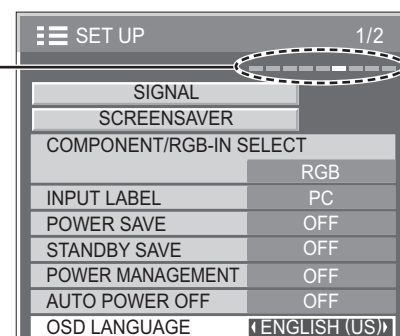 SET UP 1/2
SIGNAL
SCREENSAVER
COMPONENT/RGB-IN SELECT
RGB
INPUT LABEL PC
POWER SAVE OFF
STANDBY SAVE OFF
POWER MANAGEMENT OFF
AUTO POWER OFF OFF
OSD LANGUAGE ENGLISH (US)